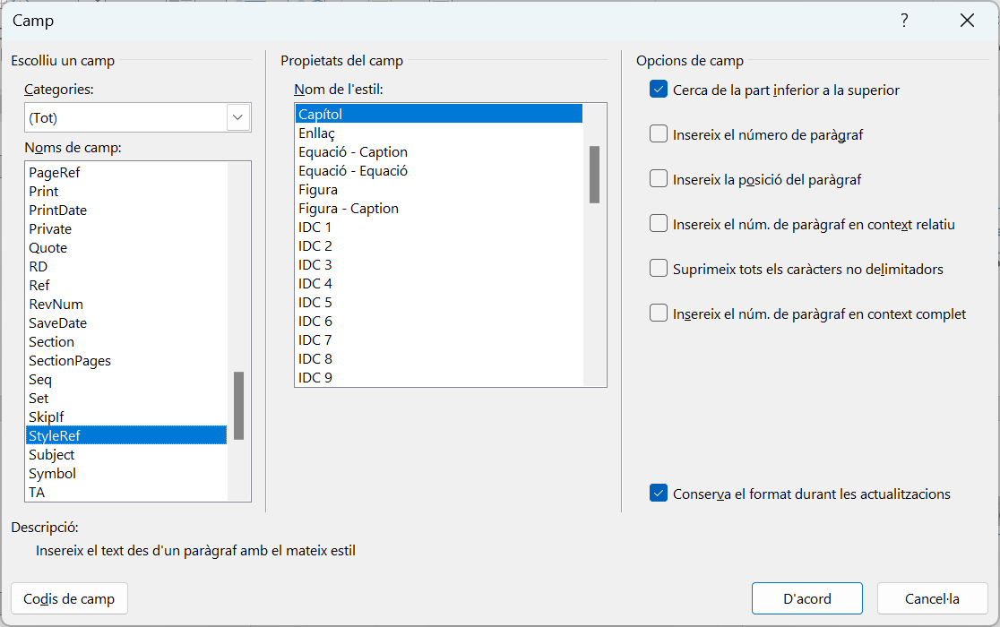 Camp
?
Escolliu un camp
Categories:
(Tot)
Noms de camp:
PageRef
Print
PrintDate
Private
Quote
RD
Ref
RevNum
SaveDate
Section
SectionPages
Seq
Set
SkipIf
StyleRef
Subject
Symbol
TA
Propietats del camp
Nom de l'estil:
Capítol
Enllaç
Equació - Caption
Equació - Equació
Figura
Figura - Caption
IDC 1
IDC 2
IDC 3
IDC 4
IDC 5
IDC 6
IDC 7
IDC 8
IDC 9
Opcions de camp
Cerca de la part inferior a la superior
Insereix el número de paràgraf
Insereix la posició del paràgraf
Insereix el núm. de paràgraf en context relatiu
Suprimeix tots els caràcters no delimitadors
Insereix el núm. de paràgraf en context complet
Conserva el format durant les actualitzacions
Descripció:
Insereix el text des d'un paràgraf amb el mateix estil
Codis de camp
D'acord
Cancel·la